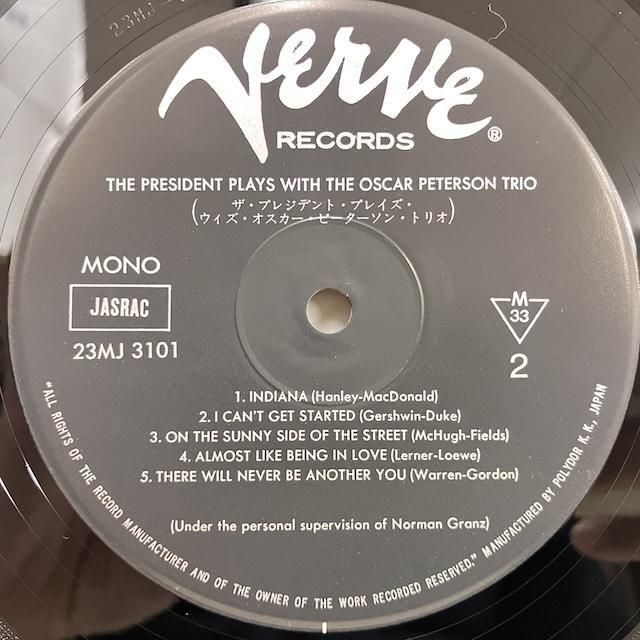 23MJ
Verve
RECORDS®
THE PRESIDENT PLAYS WITH THE OSCAR PETERSON TRIO
(ザ・プレジデント・プレイズ・
ウィズ・オスカー・ピーターソン・トリオ)
MONO
JASRAC
23MJ 3101
M
33
2
1. INDIANA (Hanley-MacDonald)
2. I CAN'T GET STARTED (Gershwin-Duke)
3. ON THE SUNNY SIDE OF THE STREET (McHugh-Fields)
4. ALMOST LIKE BEING IN LOVE (Lerner-Loewe)
5. THERE WILL NEVER BE ANOTHER YOU (Warren-Gordon)
(Under the personal supervision of Norman Granz)
"ALL RIGHTS OF THE RECORD MANUFACTURER AND OF THE OWNER OF THE WORK RECORDED RESERVED." MANUFACTURED BY POLYDOR K. K., JAPAN